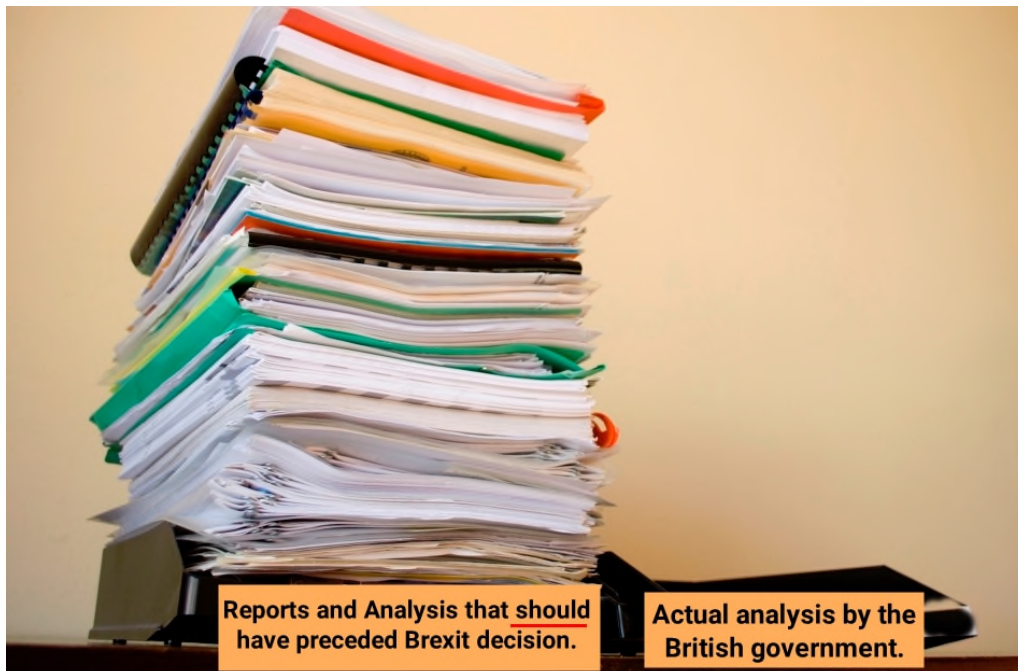 Reports and Analysis that should
have preceded Brexit decision.
Actual analysis by the
British government.